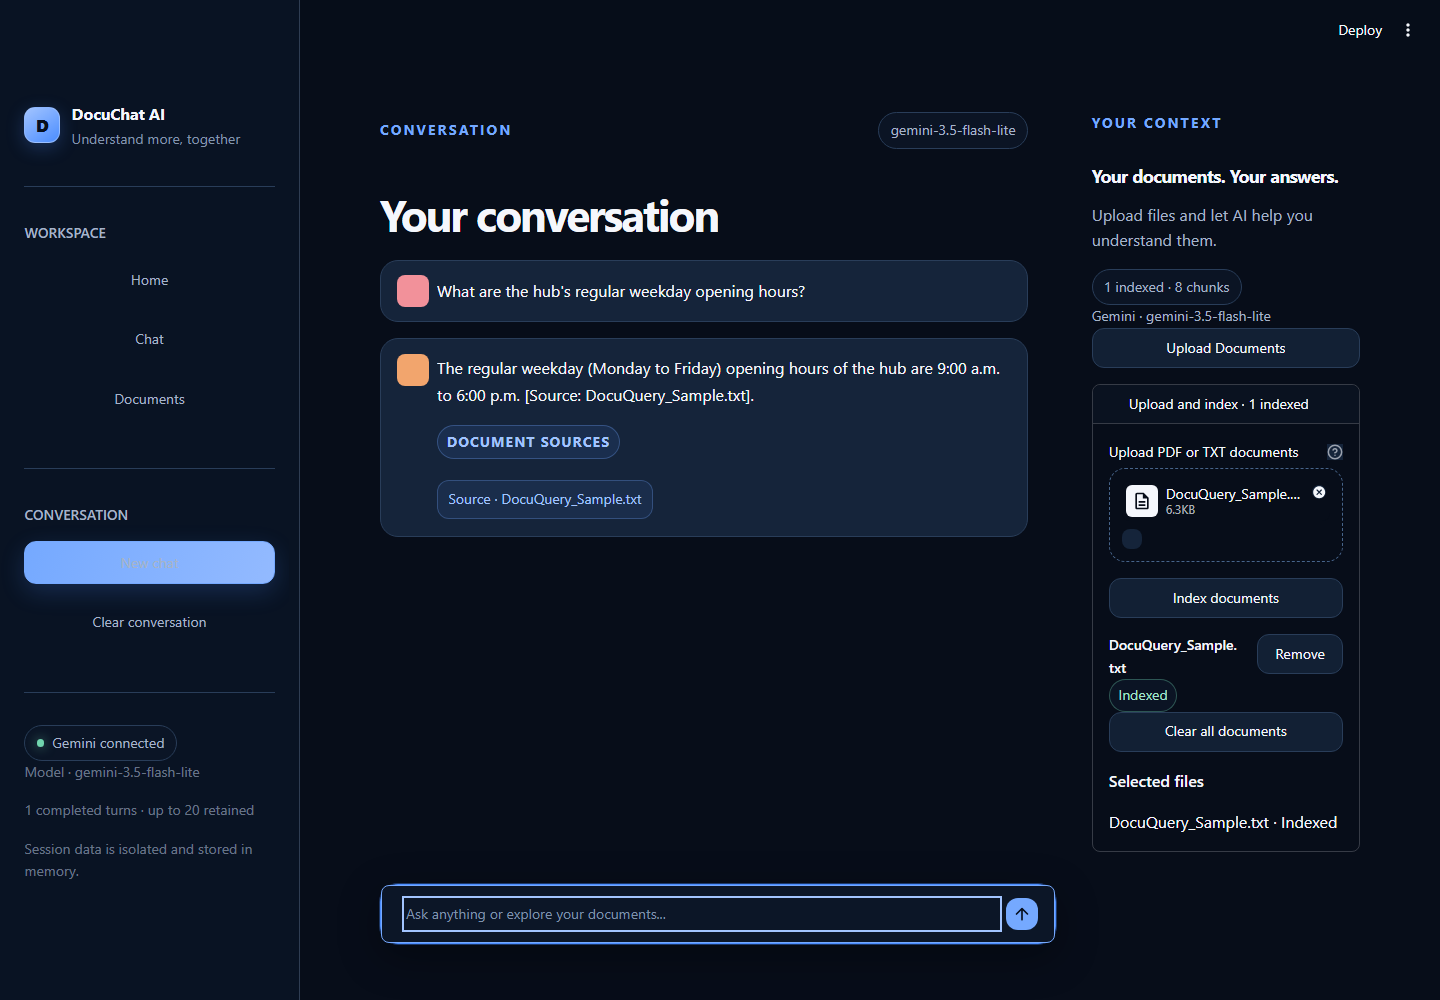 Deploy
D
DocuChat AI
Understand more, together
WORKSPACE
Home
Chat
Documents
CONVERSATION
New chat
Clear conversation
Gemini connected
Model · gemini-3.5-flash-lite
1 completed turns · up to 20 retained
Session data is isolated and stored in
memory.
CONVERSATION
gemini-3.5-flash-lite
Your conversation
What are the hub's regular weekday opening hours?
The regular weekday (Monday to Friday) opening hours of the hub are 9:00 a.m.
to 6:00 p.m. [Source: DocuQuery_Sample.txt].
DOCUMENT SOURCES
Source · DocuQuery_Sample.txt
Ask anything or explore your documents...
YOUR CONTEXT
Your documents. Your answers.
Upload files and let AI help you
understand them.
1 indexed · 8 chunks
Gemini · gemini-3.5-flash-lite
Upload Documents
Upload and index · 1 indexed
Upload PDF or TXT documents
DocuQuery_Sample....
6.3KB
Index documents
DocuQuery_Sample.
txt
Remove
Indexed
Clear all documents
Selected files
DocuQuery_Sample.txt · Indexed